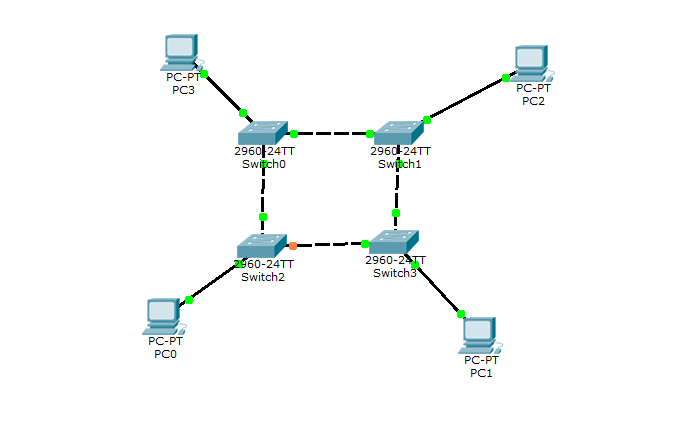 PC-PT
PC3
PC-PT
PC2
2960-24TT
Switch0
2960-24TT
Switch1
2960-24TT
Switch2
2960-24TT
Switch3
PC-PT
PC0
PC-PT
PC1